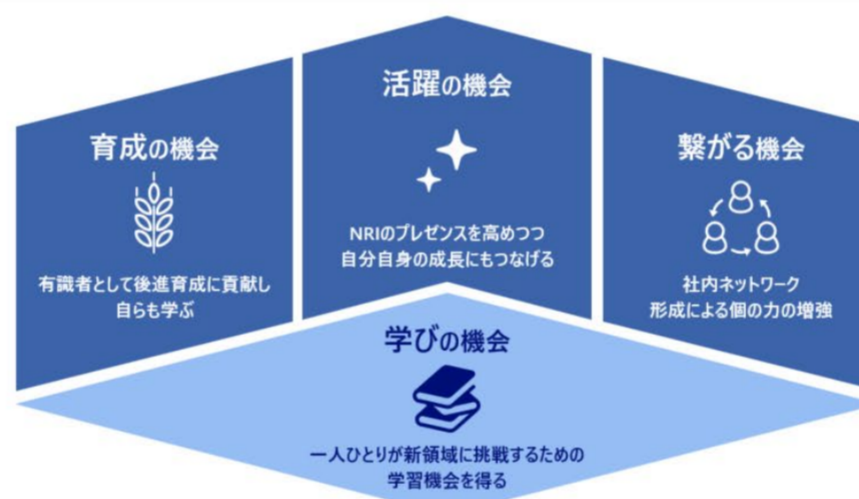 育成の機会
有識者として後進育成に貢献し
自らも学ぶ
活躍の機会
NRIのプレゼンスを高めつつ
自分自身の成長にもつなげる
繋がる機会
社内ネットワーク
形成による個の力の増強
学びの機会
一人ひとりが新領域に挑戦するための
学習機会を得る